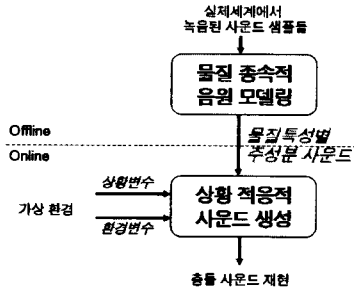 실제세계에서
녹음된 사운드 샘플들
물질 종속적
음원 모델링
Offline
물질특성별
Online
추성분 사운드
상황변수
가상 환경
환경변수
상황 적응적
사운드 생성
충돌 사운드 재현